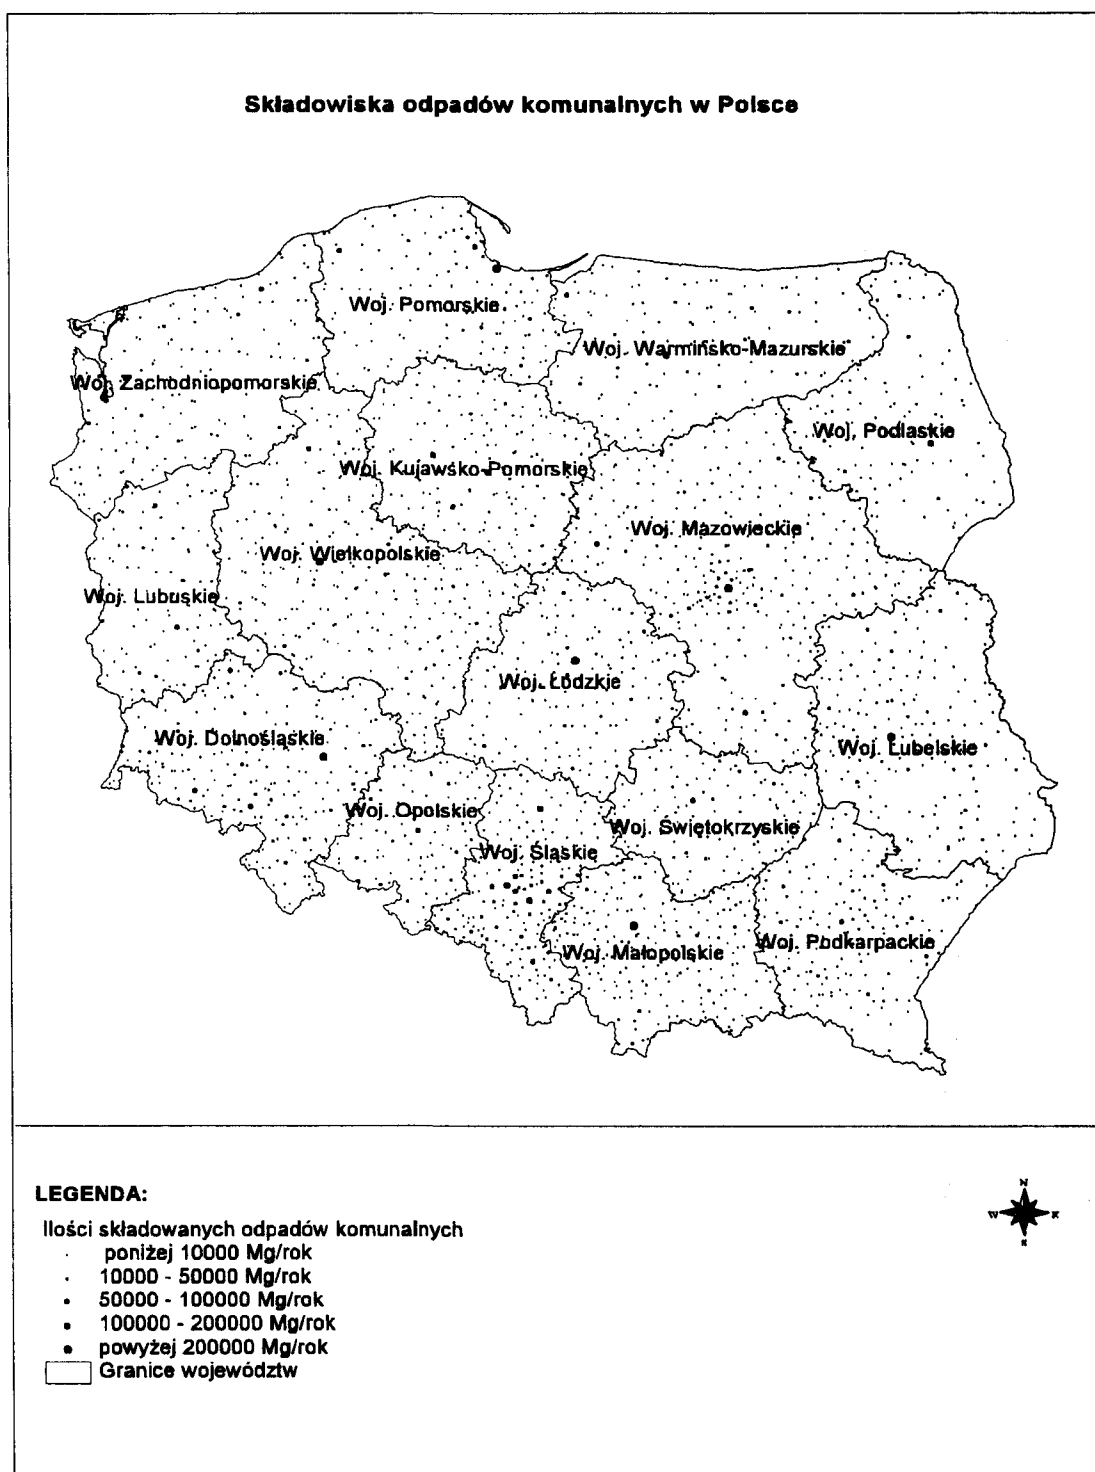 Składowiska odpadów komunalnych w Polsce
Woj. Pomorskie
Woj. Warmińsko-Mazurskie
Woj. Zachodniopomorskie
Woj. Podlaskie
Woj. Kujawsko-Pomorskie
Woj. Mazowieckie
Woj. Wielkopolskie
Woj. Lubuskie
Woj. Łódzkie
Woj. Dolnośląskie
Woj. Lubelskie
Woj. Opolskie
Woj. Świętokrzyskie
Woj. Śląskie
Woj. Podkarpackie
Woj. Małopolskie
LEGENDA:
Ilości składowanych odpadów komunalnych
poniżej 10000 Mg/rok
10000 - 50000 Mg/rok
50000 - 100000 Mg/rok
100000 - 200000 Mg/rok
powyżej 200000 Mg/rok
Granice województw
N
W